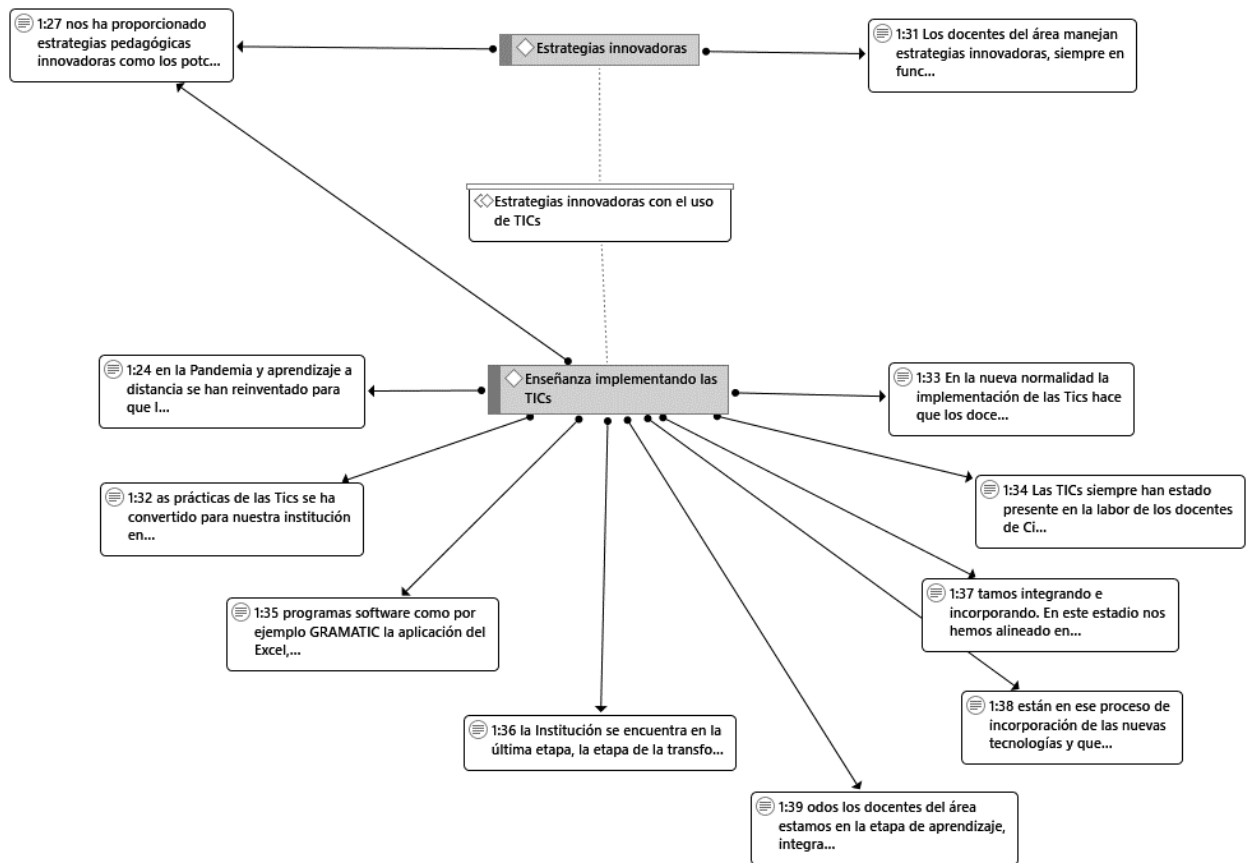 1:27 nos ha proporcionado
estrategias pedagógicas
innovadoras como los potc...
Estrategias innovadoras
1:31 Los docentes del área manejan
estrategias innovadoras, siempre en
func...
Estrategias innovadoras con el uso
de TICs
1:24 en la Pandemia y aprendizaje a
distancia se han reinventado para
que l...
Enseñanza implementando las
TICs
1:33 En la nueva normalidad la
implementación de las Tics hace
que los doce...
1:32 as prácticas de las Tics se ha
convertido para nuestra institución
en...
1:34 Las TICs siempre han estado
presente en la labor de los docentes
de Ci...
1:35 programas software como por
ejemplo GRAMATIC la aplicación del
Excel,...
1:37 tamos integrando e
incorporando. En este estadio nos
hemos alineado en...
1:36 la Institución se encuentra en la
última etapa, la etapa de la transfo...
1:38 están en ese proceso de
incorporación de las nuevas
tecnologías y que...
1:39 odos los docentes del área
estamos en la etapa de aprendizaje,
integra...